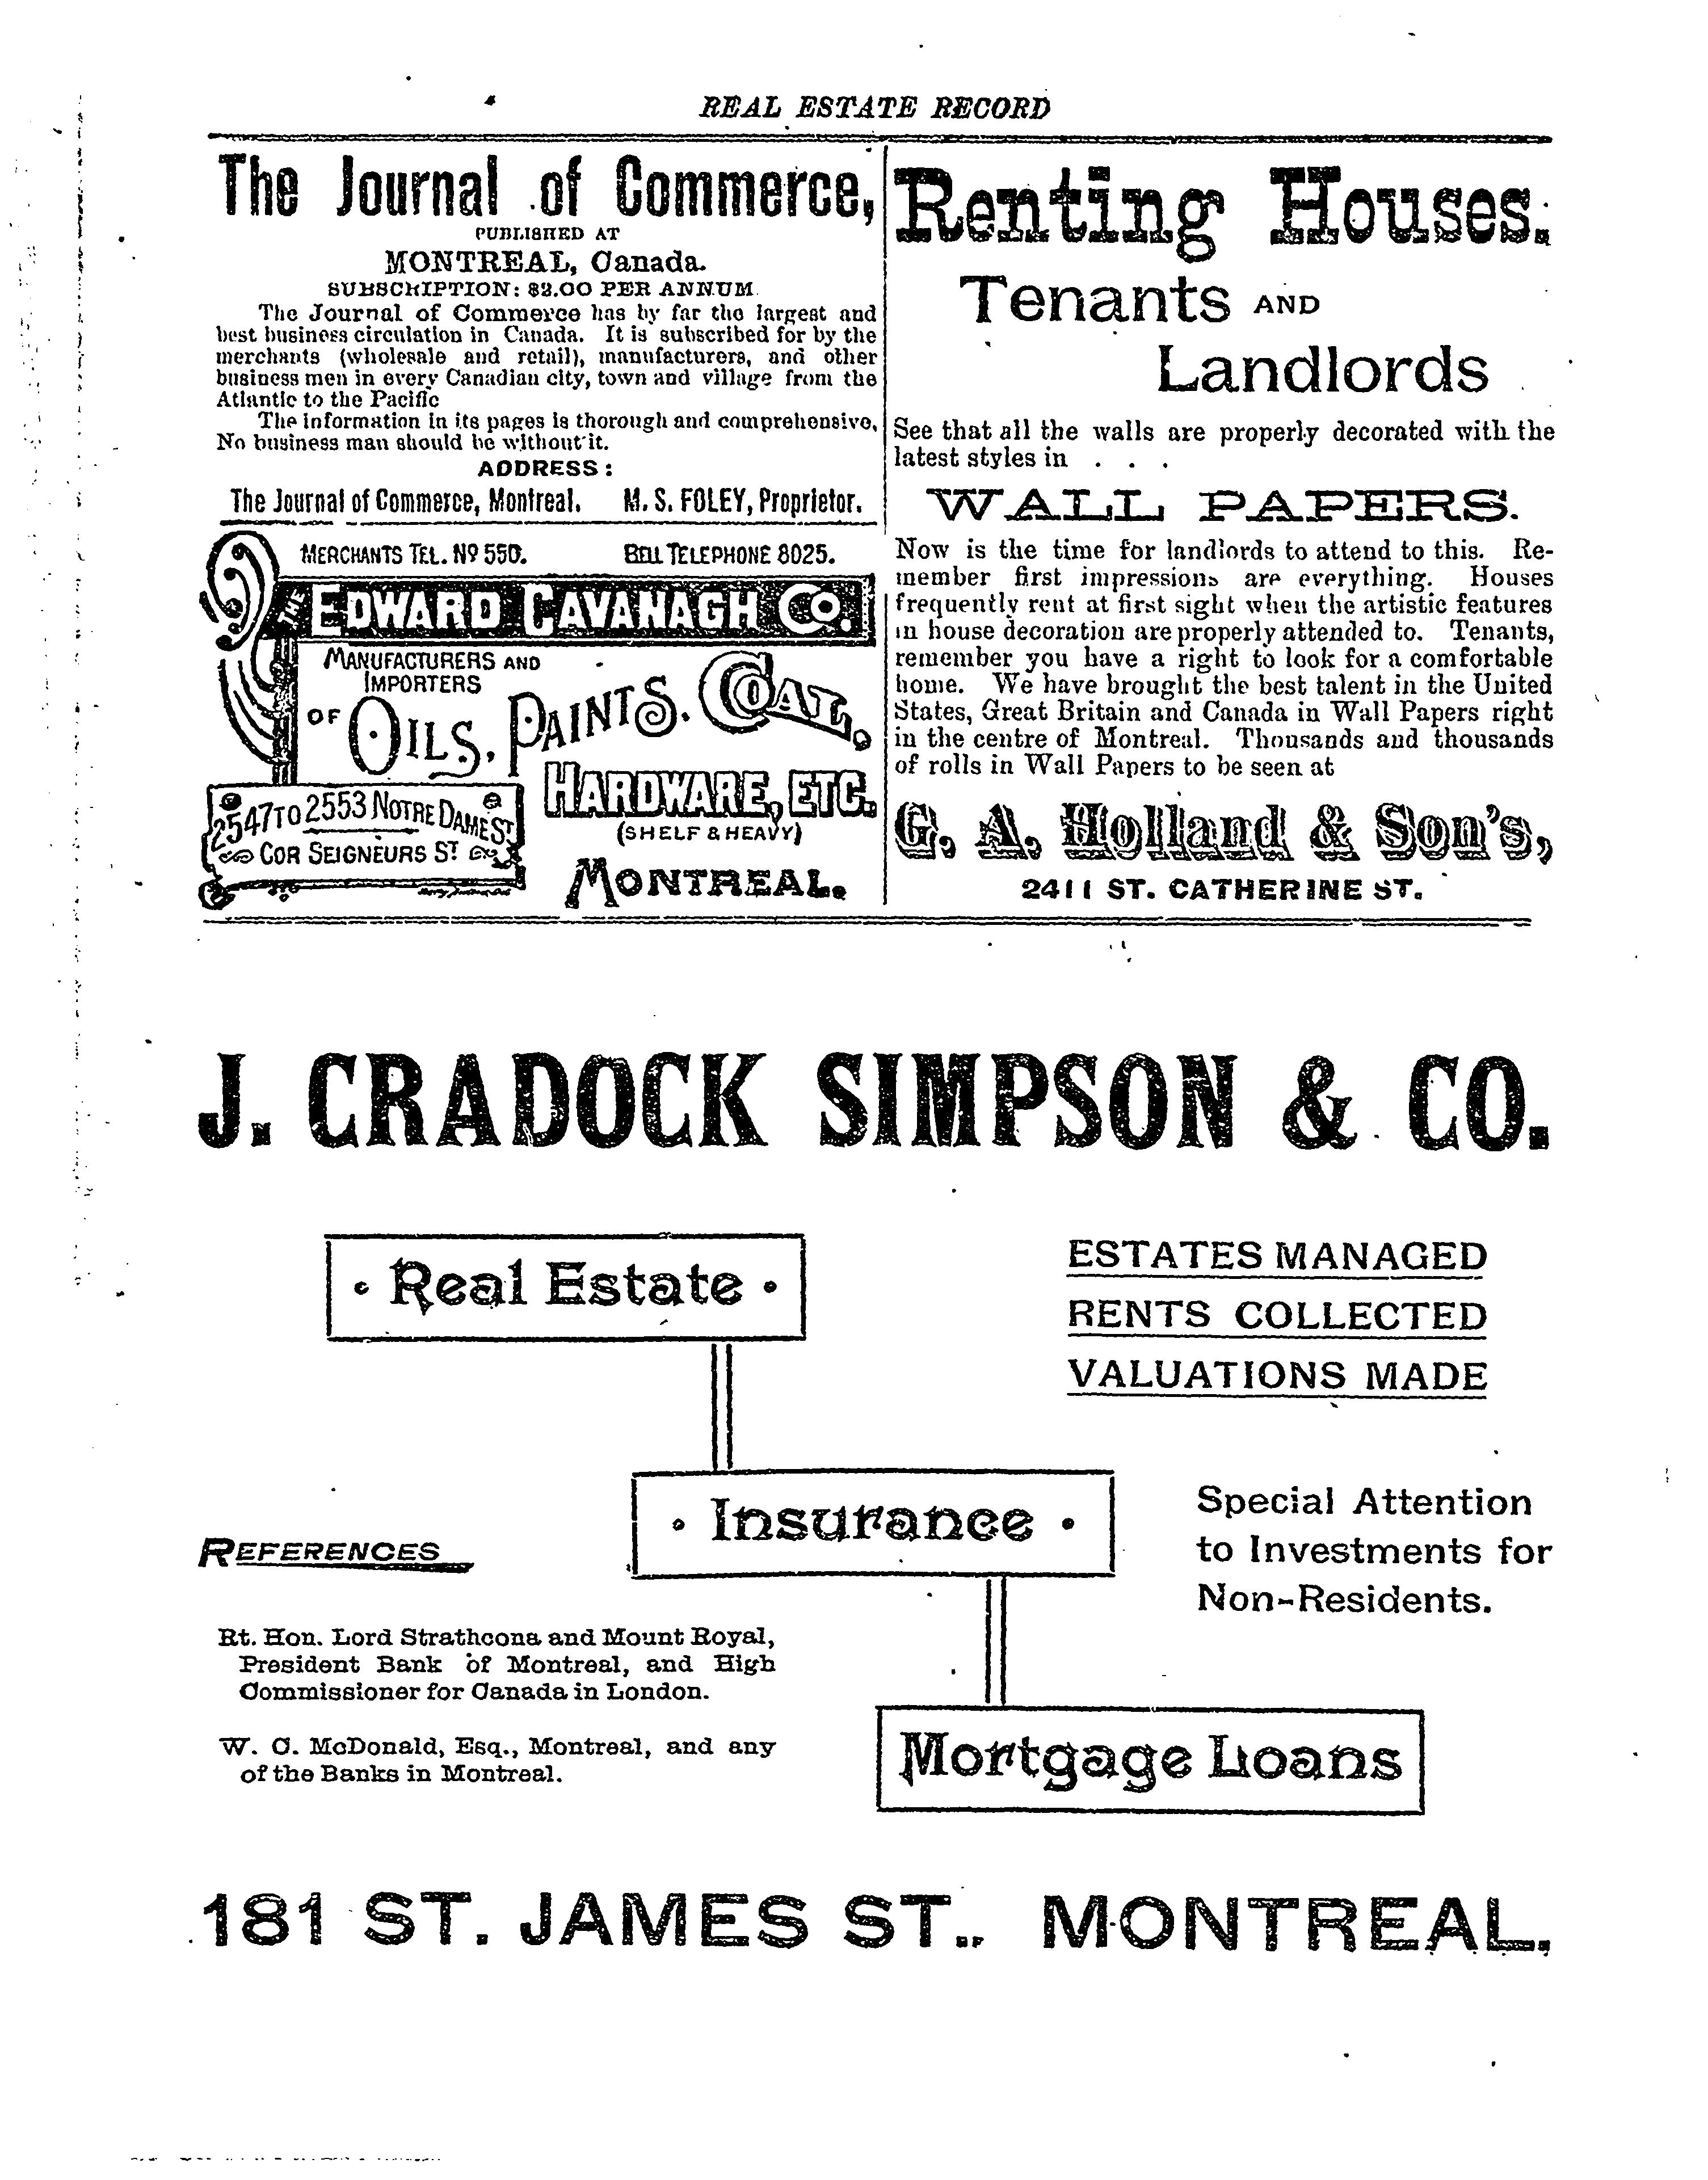 REAL ESTATE RECORD
The Journal of Commerce,
PUBLISHED AT
MONTREAL, Canada.
SUBSCRIPTION: $3.00 PER ANNUM
The Journal of Commerce has by far the largest and
best business circulation in Canada. It is subscribed for by the
merchants (wholesale and retail), manufacturers, and other
business men in every Canadian city, town and village from the
Atlantic to the Pacific
The information in its pages is thorough and comprehensive.
No business man should be without it.
ADDRESS:
The Journal of Commerce, Montreal. M. S. FOLEY, Proprietor.
MERCHANTS TEL. No 550. BELL TELEPHONE 8025.
THE EDWARD CAVANAGH CO.
MANUFACTURERS AND
IMPORTERS
OF OILS, PAINTS. COAL,
HARDWARE, ETC.
(SHELF & HEAVY)
2547 TO 2553 NOTRE DAME ST
COR SEIGNEURS ST.
MONTREAL.
Renting Houses.
Tenants AND
Landlords
See that all the walls are properly decorated with the
latest styles in . . .
WALL PAPERS.
Now is the time for landlords to attend to this. Re-
member first impressions are everything. Houses
frequently rent at first sight when the artistic features
in house decoration are properly attended to. Tenants,
remember you have a right to look for a comfortable
home. We have brought the best talent in the United
States, Great Britain and Canada in Wall Papers right
in the centre of Montreal. Thousands and thousands
of rolls in Wall Papers to be seen at
G. A. Holland & Son's,
2411 ST. CATHERINE ST.
J. CRADOCK SIMPSON & CO.
• Real Estate •
ESTATES MANAGED
RENTS COLLECTED
VALUATIONS MADE
• Insurance •
Special Attention
to Investments for
Non-Residents.
REFERENCES
Rt. Hon. Lord Strathcona and Mount Royal,
President Bank of Montreal, and High
Commissioner for Canada in London.
W. C. McDonald, Esq., Montreal, and any
of the Banks in Montreal.
Mortgage Loans
181 ST. JAMES ST., MONTREAL.